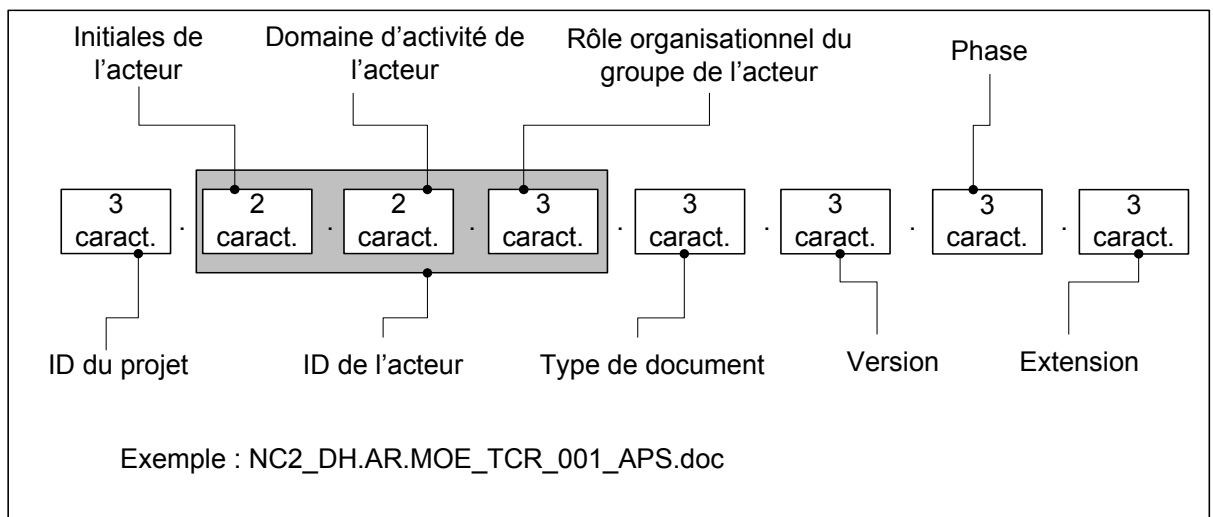 Initiales de
l'acteur
Domaine d'activité de
l'acteur
Rôle organisationnel du
groupe de l'acteur
Phase
3
caract.
.
2
caract.
.
2
caract.
.
3
caract.
.
3
caract.
.
3
caract.
.
3
caract.
.
3
caract.
ID du projet
ID de l'acteur
Type de document
Version
Extension
Exemple : NC2_DH.AR.MOE_TCR_001_APS.doc